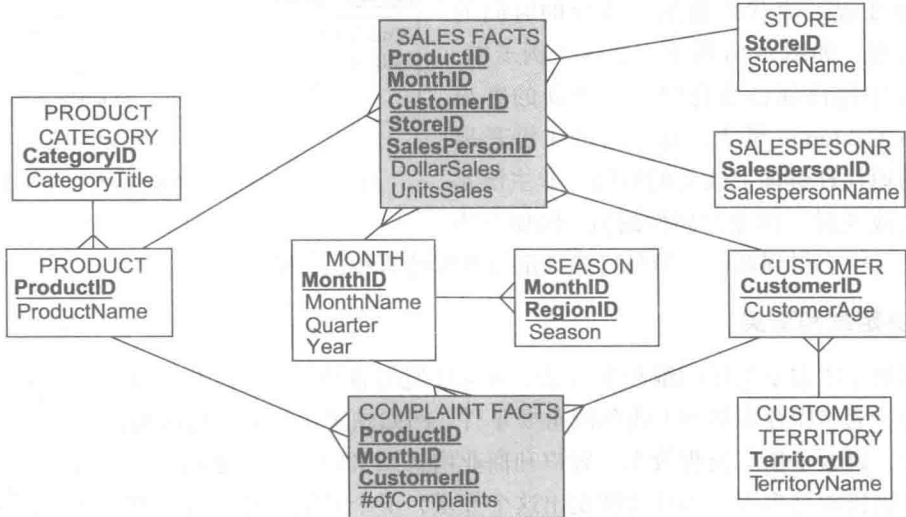 SALES FACTS
ProductID
MonthID
CustomerID
StoreID
SalesPersonID
DollarSales
UnitsSales
STORE
StoreID
StoreName
PRODUCT
CATEGORY
CategoryID
CategoryTitle
SALESPESONR
SalespersonID
SalespersonName
PRODUCT
ProductID
ProductName
MONTH
MonthID
MonthName
Quarter
Year
SEASON
MonthID
RegionID
Season
CUSTOMER
CustomerID
CustomerAge
COMPLAINT FACTS
ProductID
MonthID
CustomerID
#ofComplaints
CUSTOMER
TERRITORY
TerritoryID
TerritoryName